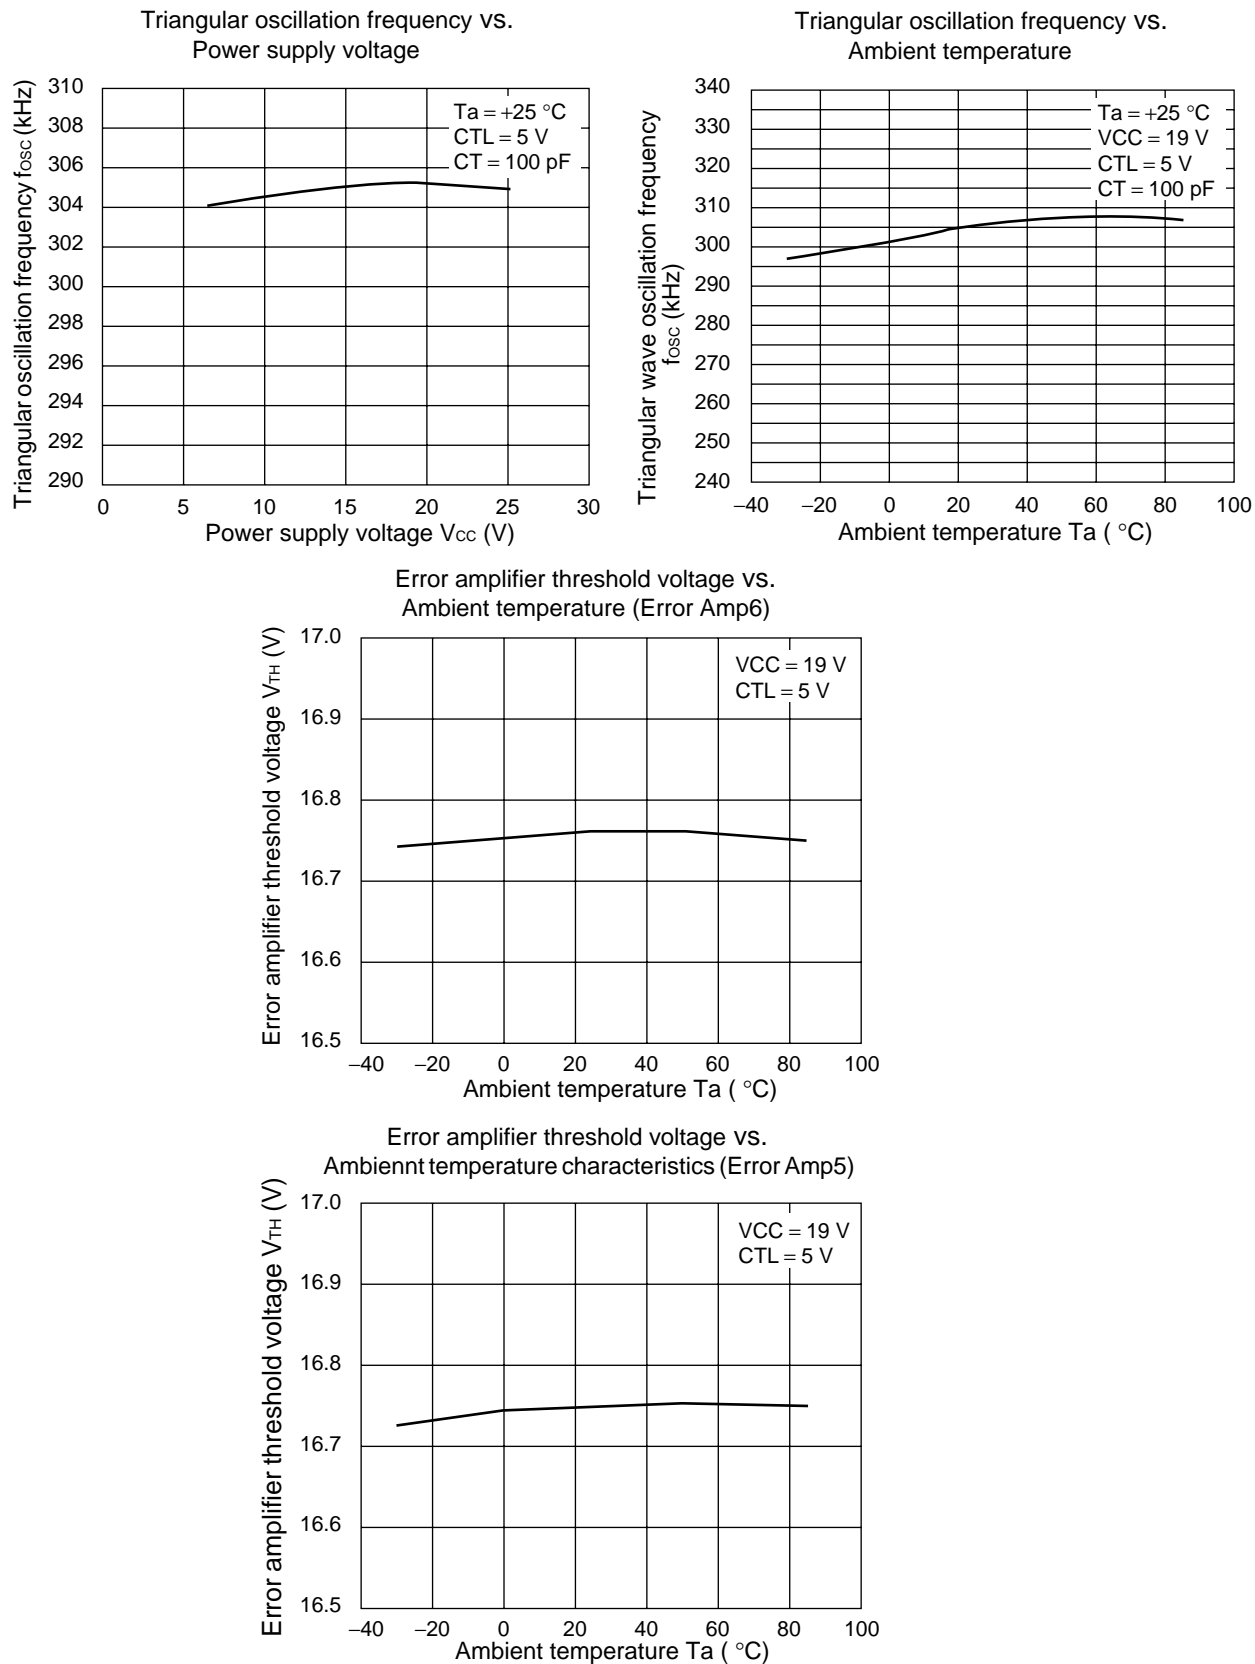 Triangular oscillation frequency vs.
Power supply voltage
Triangular oscillation frequency fosc (kHz)
310
308
306
304
302
300
298
296
294
292
290
Ta = +25 °C
CTL = 5 V
CT = 100 pF
0 5 10 15 20 25 30
Power supply voltage Vcc (V)
Triangular oscillation frequency vs.
Ambient temperature
Triangular wave oscillation frequency
fosc (kHz)
340
330
320
310
300
290
280
270
260
250
240
Ta = +25 °C
VCC = 19 V
CTL = 5 V
CT = 100 pF
−40 −20 0 20 40 60 80 100
Ambient temperature Ta ( °C)
Error amplifier threshold voltage vs.
Ambient temperature (Error Amp6)
Error amplifier threshold voltage VTH (V)
17.0
16.9
16.8
16.7
16.6
16.5
VCC = 19 V
CTL = 5 V
−40 −20 0 20 40 60 80 100
Ambient temperature Ta ( °C)
Error amplifier threshold voltage vs.
Ambiennt temperature characteristics (Error Amp5)
Error amplifier threshold voltage VTH (V)
17.0
16.9
16.8
16.7
16.6
16.5
VCC = 19 V
CTL = 5 V
−40 −20 0 20 40 60 80 100
Ambient temperature Ta ( °C)